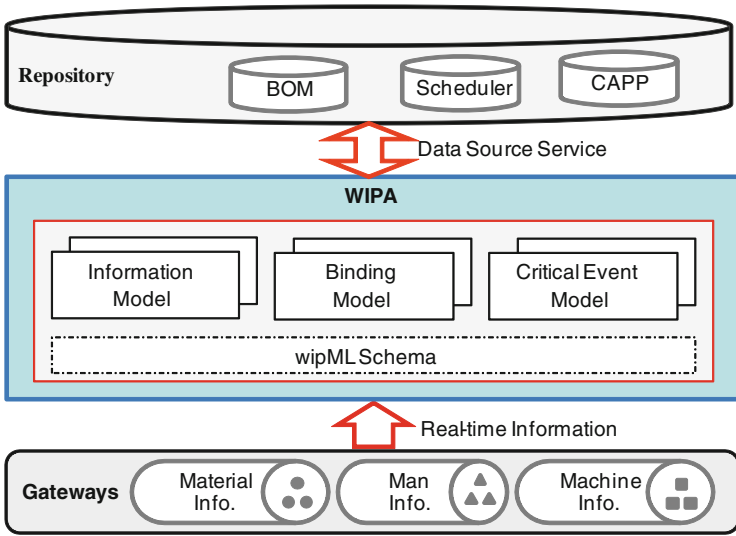 Repository
BOM
Scheduler
CAPP
Data Source Service
WIPA
Information
Model
Binding
Model
Critical Event
Model
wipML Schema
Real-time Information
Gateways
Material
Info.
Man
Info.
Machine
Info.